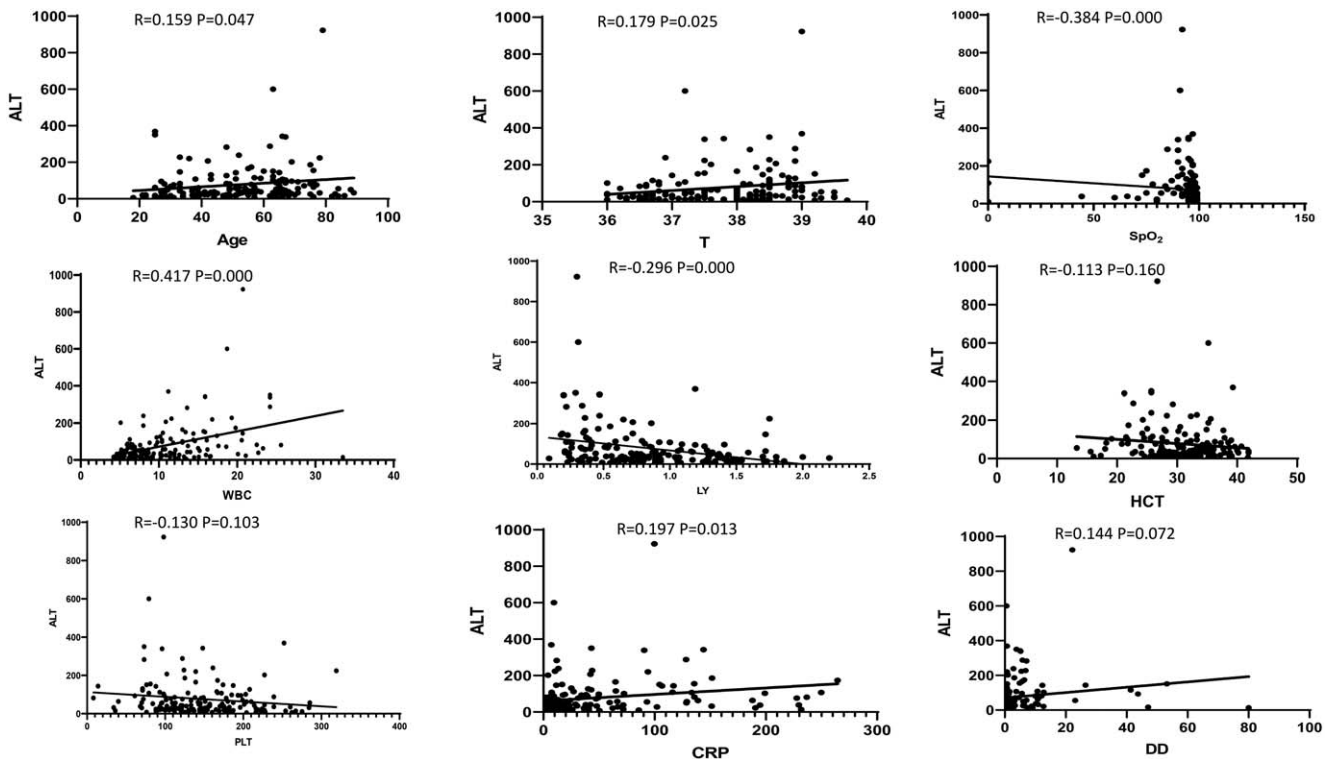 R=0.159 P=0.047
1000
800
600
400
200
0
ALT
0 20 40 60 80 100
Age
R=0.179 P=0.025
1000
800
600
400
200
0
ALT
35 36 37 38 39 40
T
R=-0.384 P=0.000
1000
800
600
400
200
0
ALT
0 50 100 150
SpO₂
R=0.417 P=0.000
1000
800
600
400
200
0
ALT
0 10 20 30 40
WBC
R=-0.296 P=0.000
1000
800
600
400
200
0
ALT
0.0 0.5 1.0 1.5 2.0 2.5
LY
R=-0.113 P=0.160
1000
800
600
400
200
0
ALT
0 10 20 30 40 50
HCT
R=-0.130 P=0.103
1000
800
600
400
200
0
ALT
0 100 200 300 400
PLT
R=0.197 P=0.013
1000
800
600
400
200
0
ALT
0 100 200 300
CRP
R=0.144 P=0.072
1000
800
600
400
200
0
ALT
0 20 40 60 80 100
DD